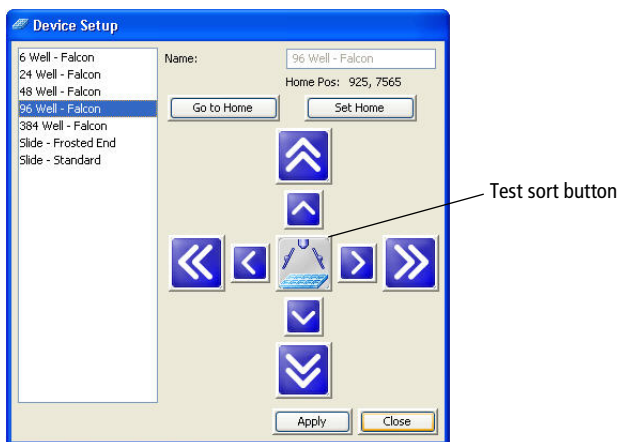 Device Setup
6 Well - Falcon
24 Well - Falcon
48 Well - Falcon
96 Well - Falcon
384 Well - Falcon
Slide - Frosted End
Slide - Standard
Name: 96 Well - Falcon
Home Pos: 925, 7565
Go to Home Set Home
Test sort button
Apply Close